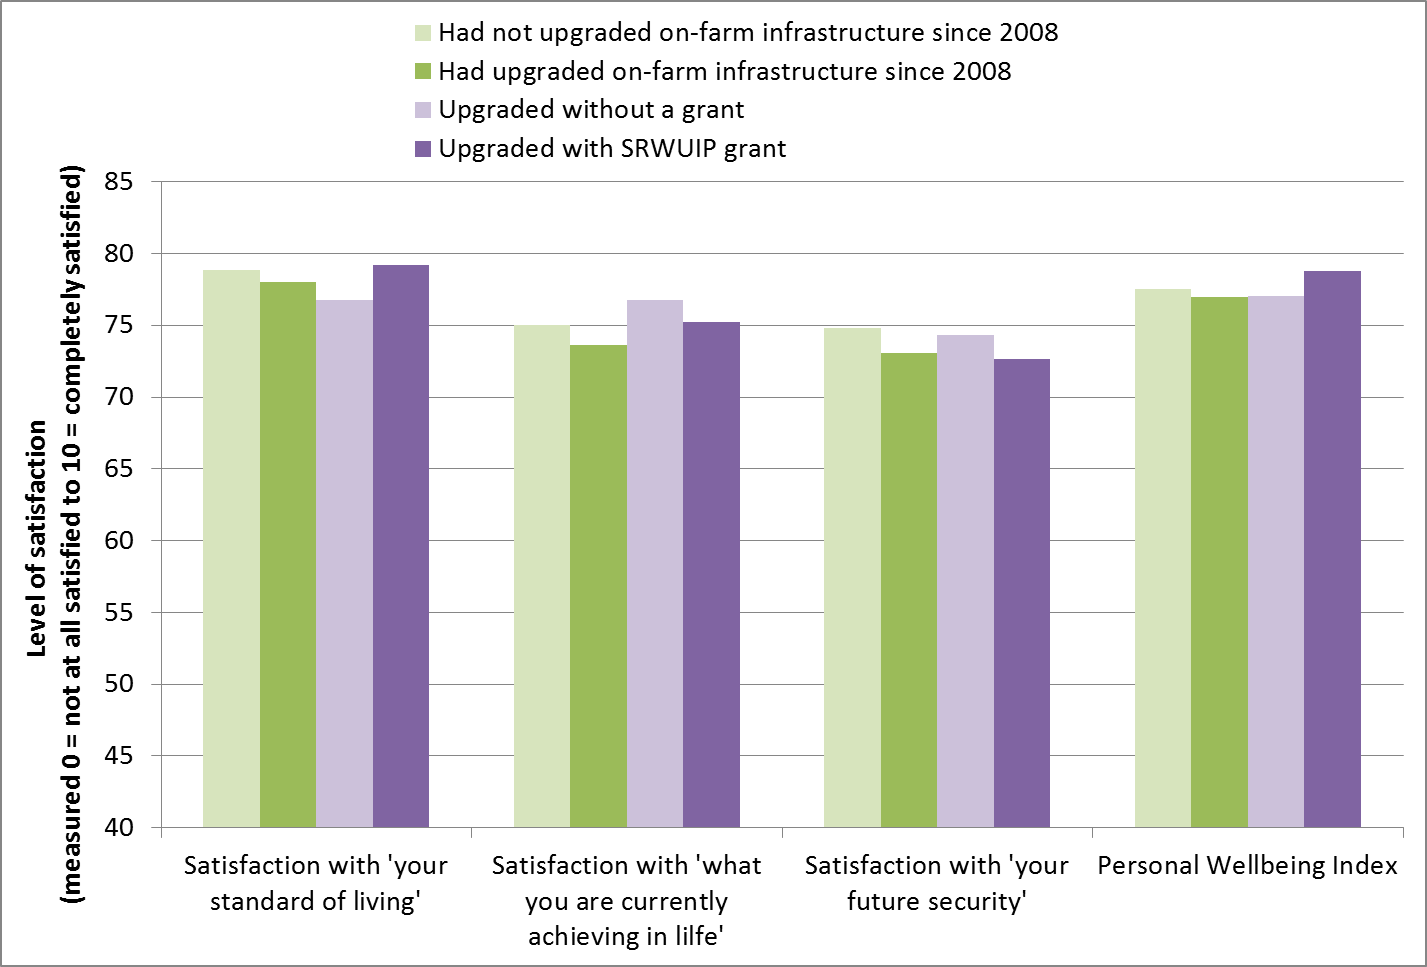 Had not upgraded on-farm infrastructure since 2008
Had upgraded on-farm infrastructure since 2008
Upgraded without a grant
Upgraded with SRWUIP grant
Level of satisfaction
(measured 0 = not at all satisfied to 10 = completely satisfied)
85
80
75
70
65
60
55
50
45
40
Satisfaction with 'your
standard of living'
Satisfaction with 'what
you are currently
achieving in lilfe'
Satisfaction with 'your
future security'
Personal Wellbeing Index